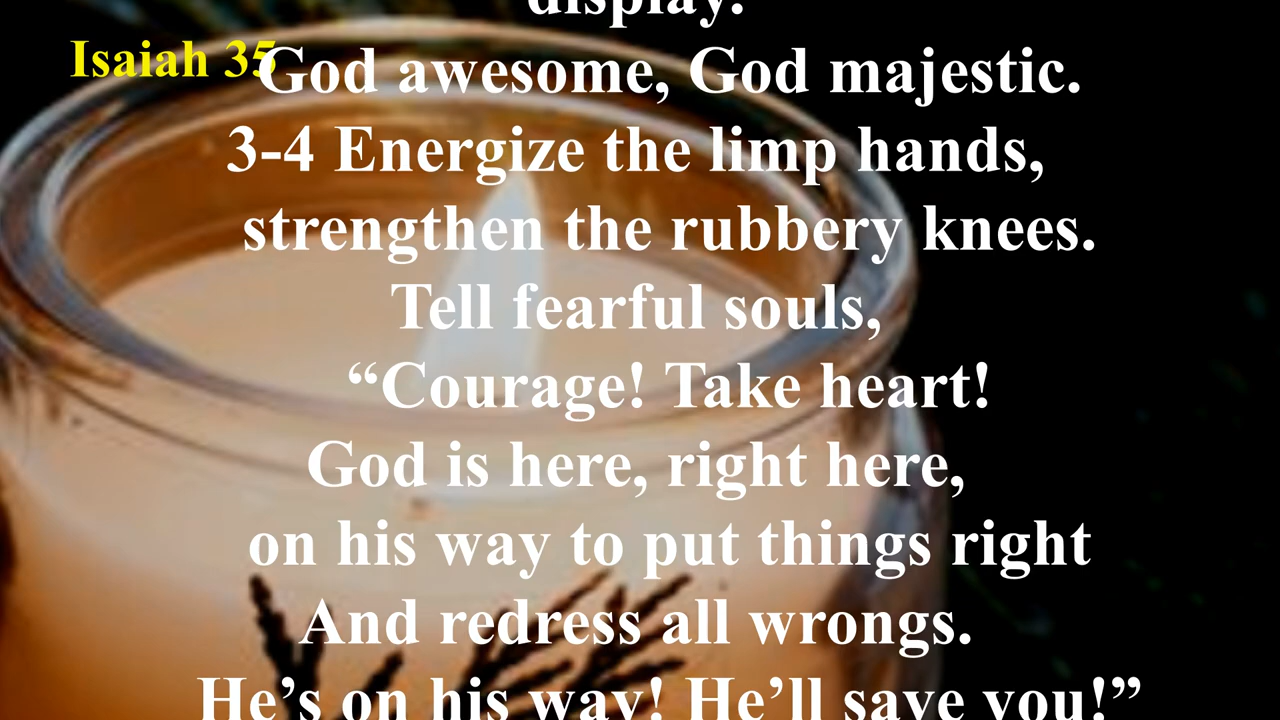 display.
Isaiah 35
God awesome, God majestic.
3-4 Energize the limp hands,
strengthen the rubbery knees.
Tell fearful souls,
“Courage! Take heart!
God is here, right here,
on his way to put things right
And redress all wrongs.
He’s on his way! He’ll save you!”